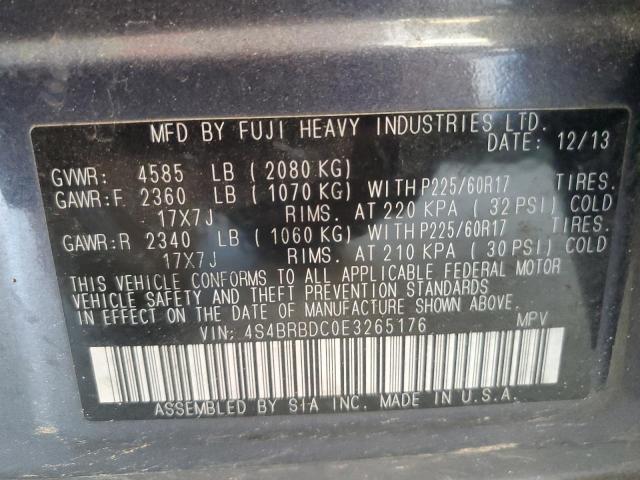 MFD BY FUJI HEAVY INDUSTRIES LTD.
DATE: 12/13
GVWR: 4585 LB ( 2080 KG)
GAWR:F 2360 LB ( 1070 KG) WITH P225/60R17 TIRES.
17X7J RIMS. AT 220 KPA ( 32 PSI) COLD
GAWR:R 2340 LB ( 1060 KG) WITH P225/60R17 TIRES.
17X7J RIMS. AT 210 KPA ( 30 PSI) COLD
THIS VEHICLE CONFORMS TO ALL APPLICABLE FEDERAL MOTOR
VEHICLE SAFETY AND THEFT PREVENTION STANDARDS
IN EFFECT ON THE DATE OF MANUFACTURE SHOWN ABOVE.
VIN: 4S4BRBDC0E3265176 MPV
ASSEMBLED BY SIA INC. MADE IN U.S.A.